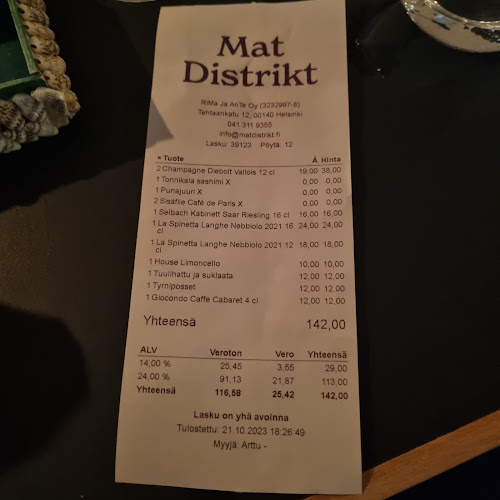 Mat
Distrikt
RiMa Ja AnTe Oy (3232997-8)
Tehtaankatu 12, 00140 Helsinki
041 311 9355
info@matdistrikt.fi
Lasku: 39123 Pöytä: 12
× Tuote Á Hinta
2 Champagne Diebolt Vallois 12 cl 19,00 38,00
1 Tonnikala sashimi X 0,00 0,00
1 Punajuuri X 0,00 0,00
2 Sisäfile Café de Paris X 0,00 0,00
1 Selbach Kabinett Saar Riesling 16 cl 16,00 16,00
1 La Spinetta Langhe Nebbiolo 2021 16 24,00 24,00
cl
1 La Spinetta Langhe Nebbiolo 2021 12 18,00 18,00
cl
1 House Limoncello 10,00 10,00
1 Tuulihattu ja suklaata 12,00 12,00
1 Tyrniposset 12,00 12,00
1 Giocondo Caffe Cabaret 4 cl 12,00 12,00
Yhteensä 142,00
ALV Veroton Vero Yhteensä
14,00 % 25,45 3,55 29,00
24,00 % 91,13 21,87 113,00
Yhteensä 116,58 25,42 142,00
Lasku on yhä avoinna
Tulostettu: 21.10.2023 18:26:49
Myyjä: Arttu -